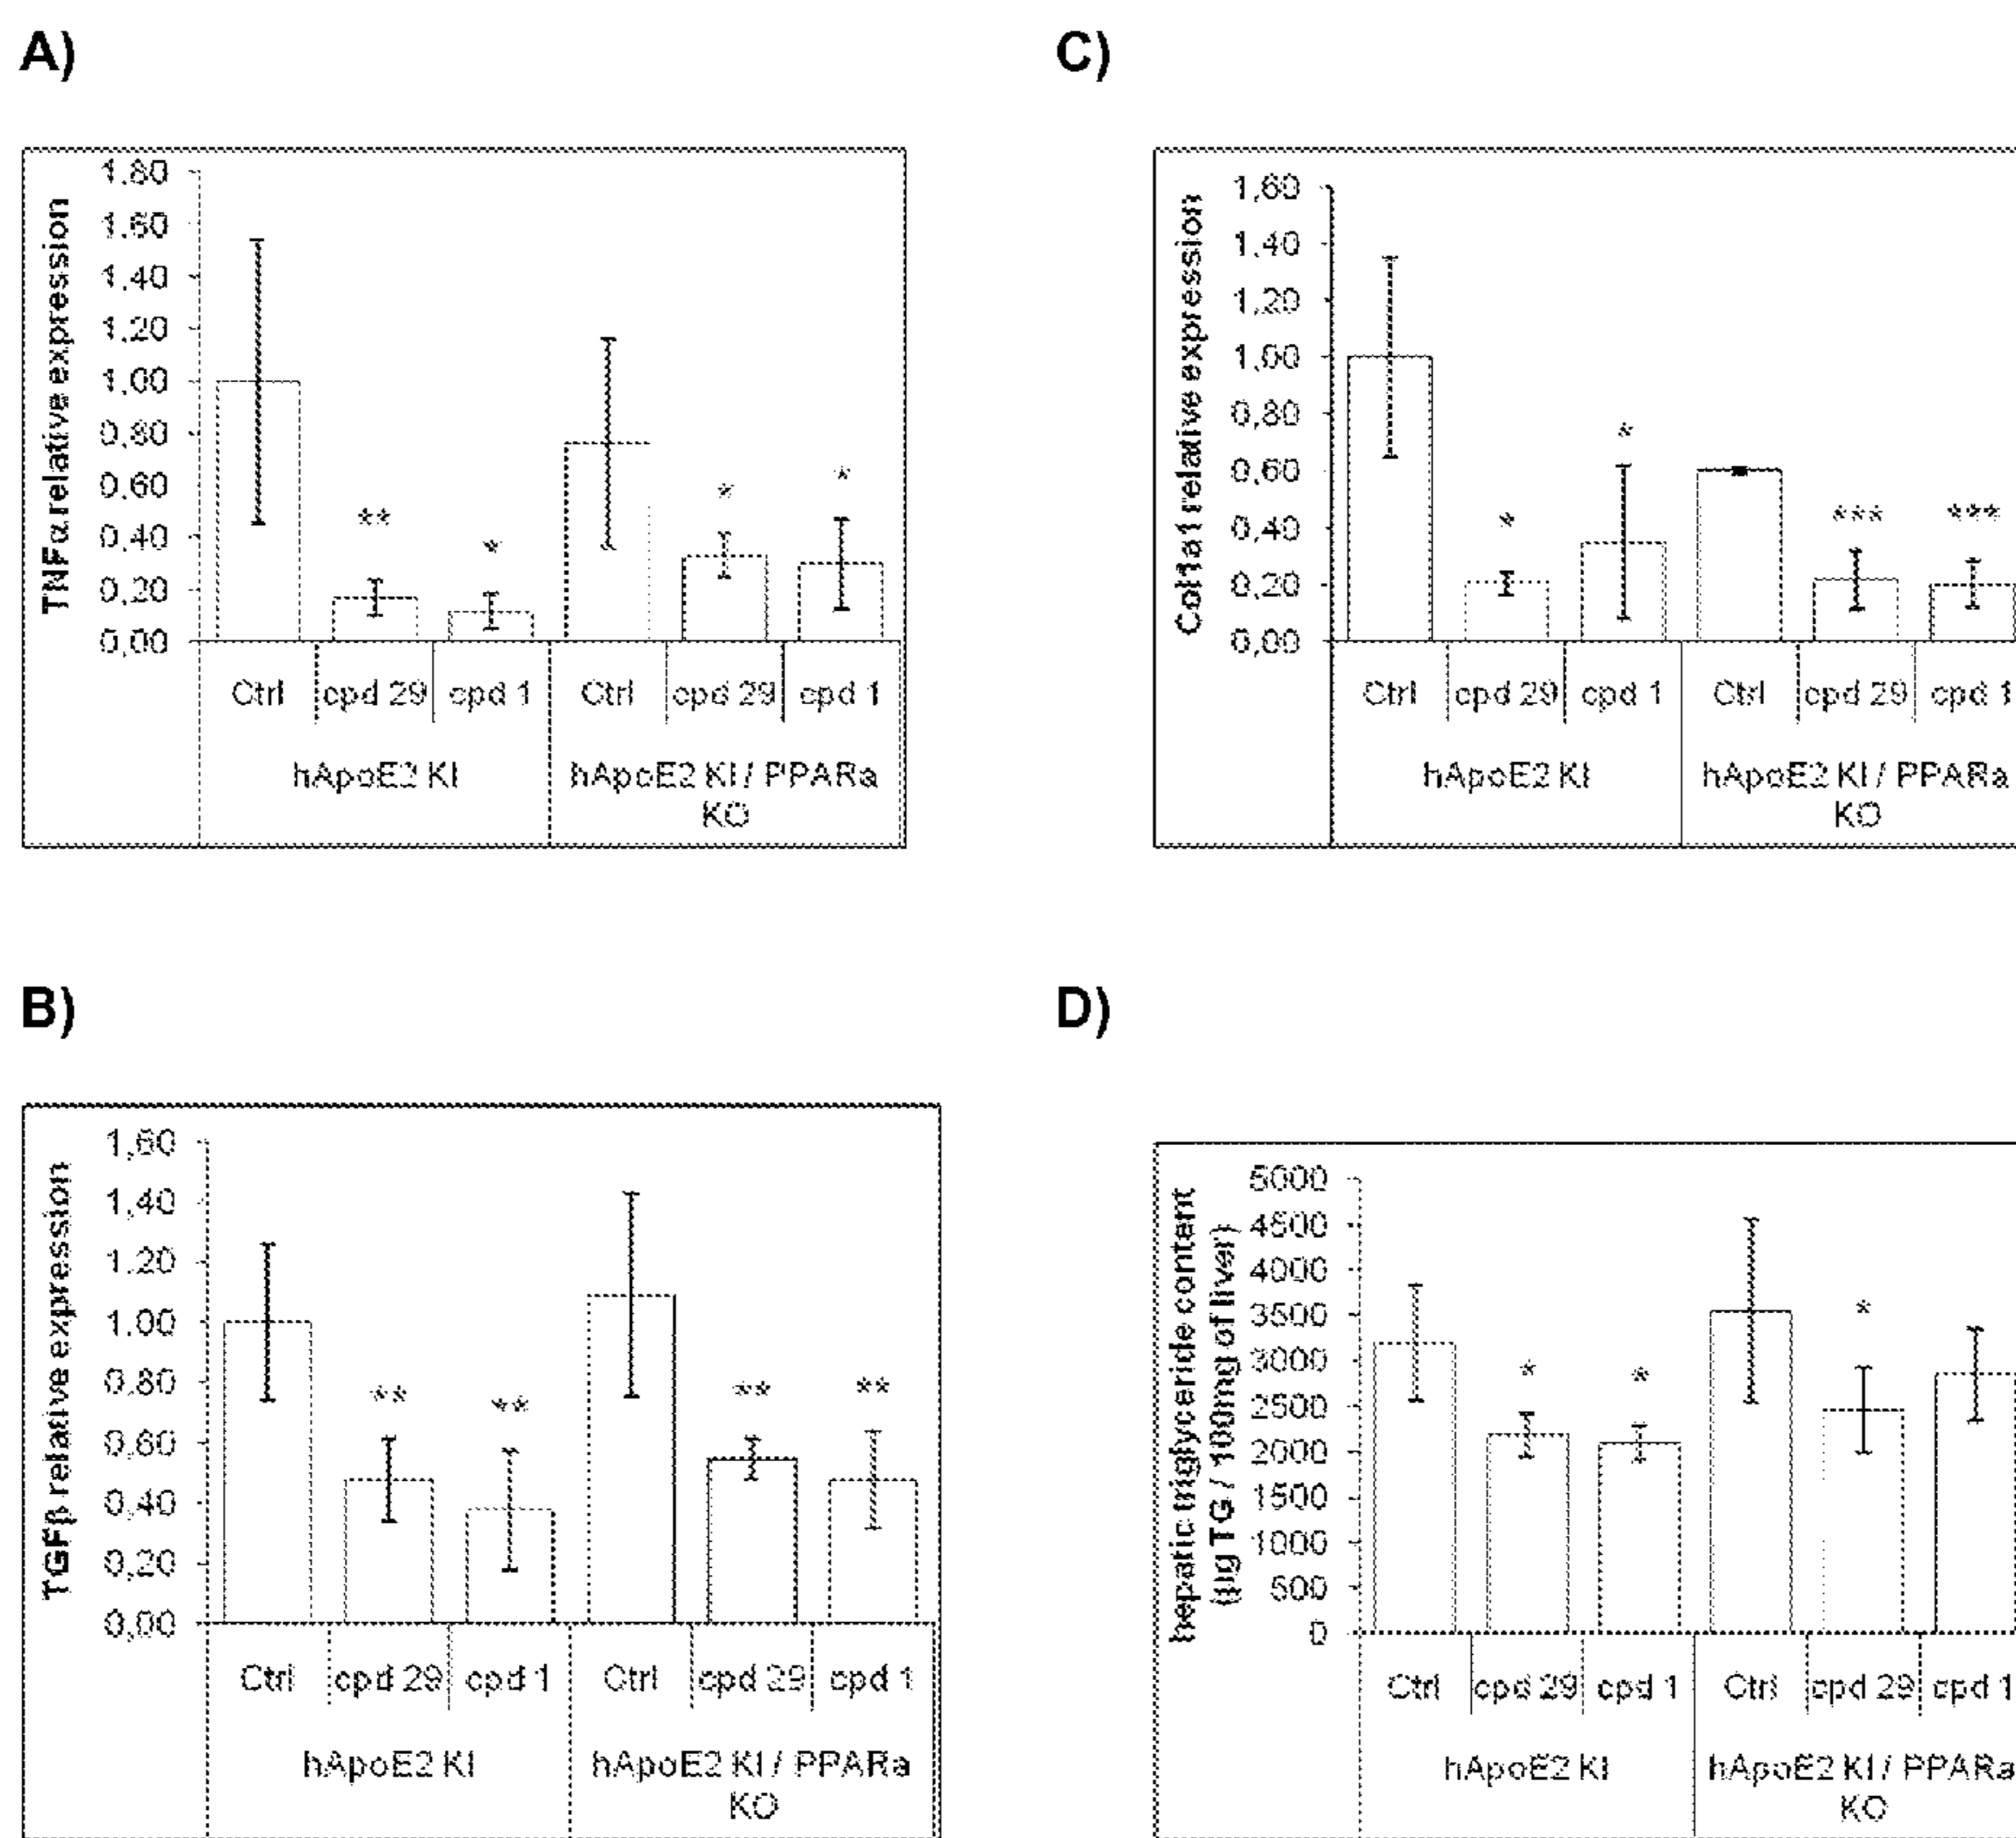 A)
TNFα relative expression
1.80
1.60
1.40
1.20
1,00
0,80
0.60
0,40
0,20
0,00
**
*
*
*
Ctrl cpd 29 cpd 1 Ctrl cpd 29 cpd 1
hApoE2 KI hApoE2 KI / PPARa
KO
C)
Col1a1 relative expression
1,60
1,40
1,20
1,00
0,80
0,60
0,40
0,20
0,00
*
*
***
***
Ctrl cpd 29 cpd 1 Ctrl cpd 29 cpd 1
hApoE2 KI hApoE2 KI / PPARa
KO
B)
TGFβ relative expression
1,60
1,40
1.20
1.00
0,80
0,60
0,40
0,20
0,00
**
**
**
**
Ctrl cpd 29 cpd 1 Ctrl cpd 29 cpd 1
hApoE2 KI hApoE2 KI / PPARa
KO
D)
hepatic triglyceride content
(µg TG / 100mg of liver)
5000
4500
4000
3500
3000
2500
2000
1500
1000
500
0
*
*
*
Ctrl cpd 29 cpd 1 Ctrl cpd 29 cpd 1
hApoE2 KI hApoE2 KI / PPARa
KO